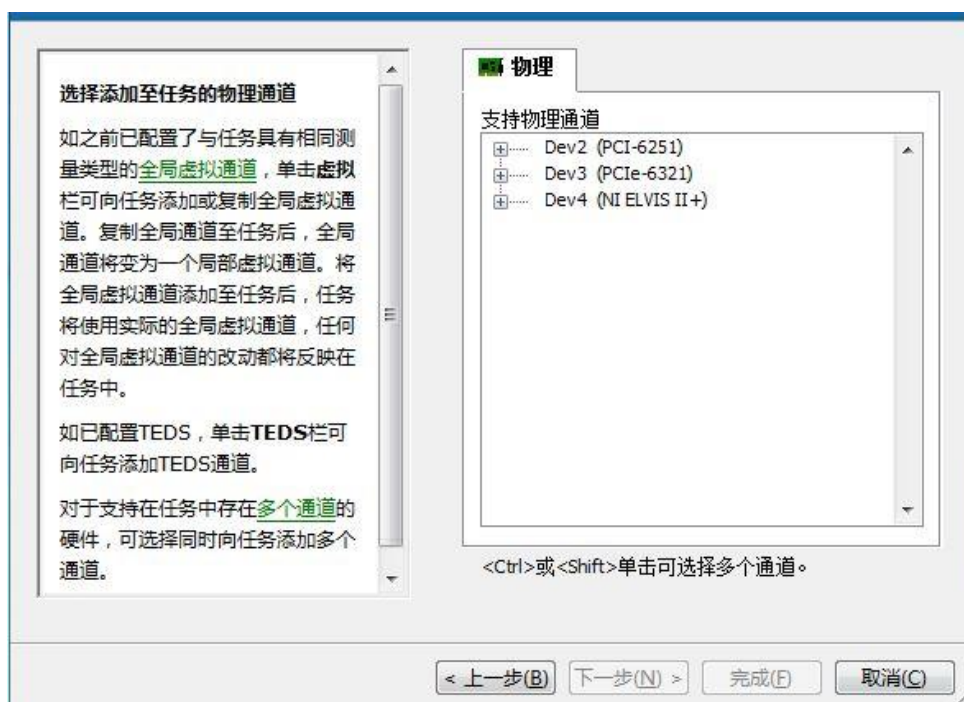 选择添加至任务的物理通道
如之前已配置了与任务具有相同测
量类型的全局虚拟通道，单击虚拟
栏可向任务添加或复制全局虚拟通
道。复制全局通道至任务后，全局
通道将变为一个局部虚拟通道。将
全局虚拟通道添加至任务后，任务
将使用实际的全局虚拟通道，任何
对全局虚拟通道的改动都将反映在
任务中。
如已配置TEDS，单击TEDS栏可
向任务添加TEDS通道。
对于支持在任务中存在多个通道的
硬件，可选择同时向任务添加多个
通道。
物理
支持物理通道
Dev2 (PCI-6251)
Dev3 (PCIe-6321)
Dev4 (NI ELVIS II+)
<Ctrl>或<Shift>单击可选择多个通道。
< 上一步(B)
下一步(N) >
完成(F)
取消(C)